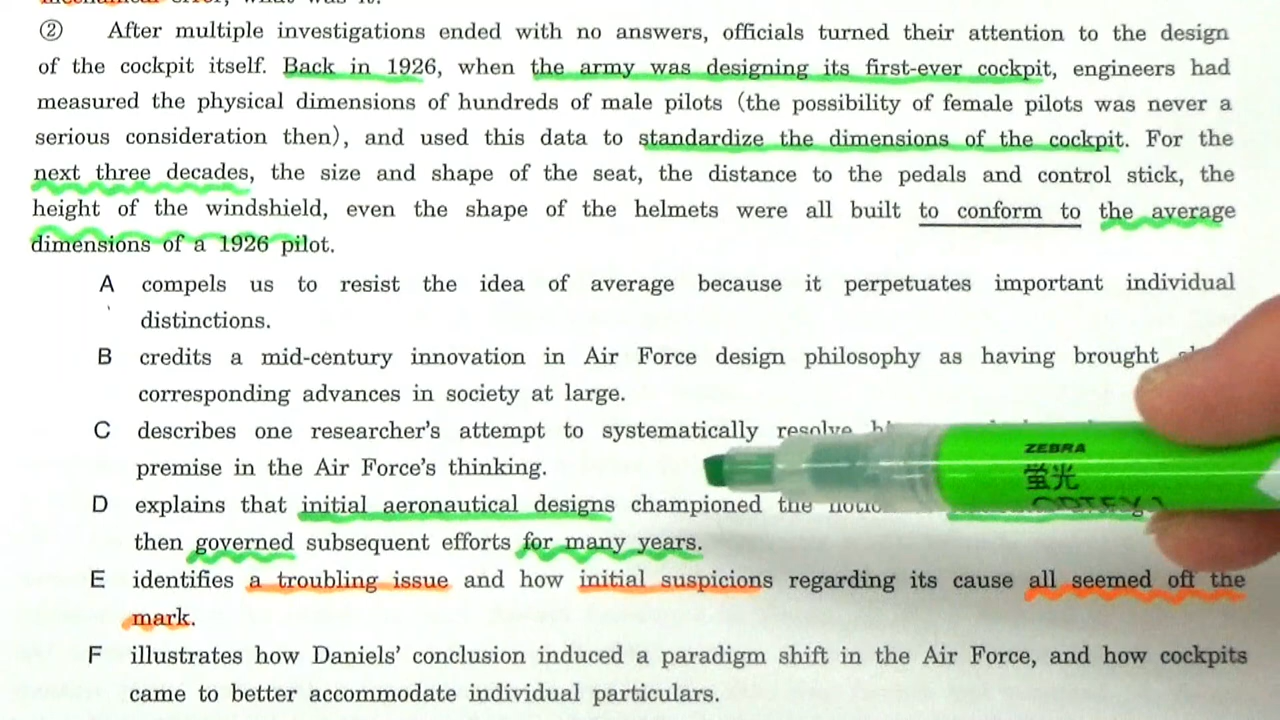 mechanical error, what was it?
② After multiple investigations ended with no answers, officials turned their attention to the design
of the cockpit itself. Back in 1926, when the army was designing its first-ever cockpit, engineers had
measured the physical dimensions of hundreds of male pilots (the possibility of female pilots was never a
serious consideration then), and used this data to standardize the dimensions of the cockpit. For the
next three decades, the size and shape of the seat, the distance to the pedals and control stick, the
height of the windshield, even the shape of the helmets were all built to conform to the average
dimensions of a 1926 pilot.
A compels us to resist the idea of average because it perpetuates important individual
distinctions.
B credits a mid-century innovation in Air Force design philosophy as having brought
corresponding advances in society at large.
C describes one researcher's attempt to systematically resolve
premise in the Air Force's thinking.
D explains that initial aeronautical designs championed the
then governed subsequent efforts for many years.
E identifies a troubling issue and how initial suspicions regarding its cause all seemed off the
mark.
F illustrates how Daniels' conclusion induced a paradigm shift in the Air Force, and how cockpits
came to better accommodate individual particulars.
ZEBRA
蛍光
OPTEX 1